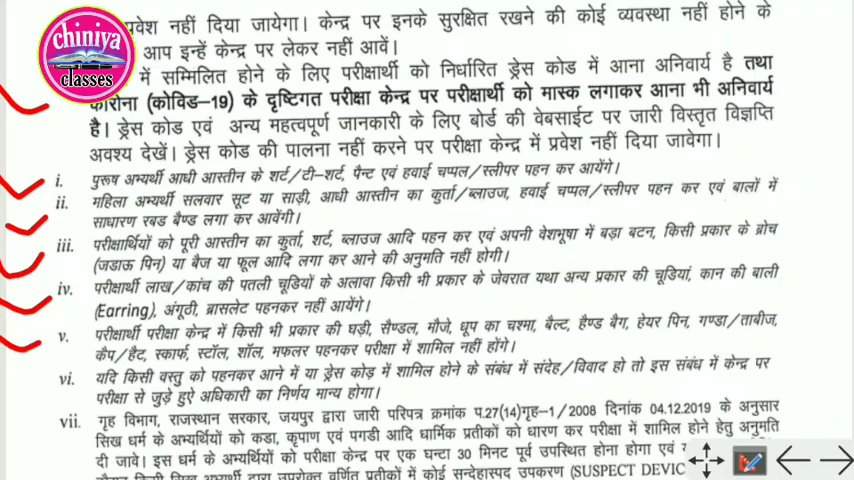 chiniya
classes
प्रवेश नहीं दिया जायेगा। केन्द्र पर इनके सुरक्षित रखने की कोई व्यवस्था नहीं होने के
आप इन्हें केन्द्र पर लेकर नहीं आवें।
में सम्मिलित होने के लिए परीक्षार्थी को निर्धारित ड्रेस कोड में आना अनिवार्य है तथा
कोरोना (कोविड–19) के दृष्टिगत परीक्षा केन्द्र पर परीक्षार्थी को मास्क लगाकर आना भी अनिवार्य
है। ड्रेस कोड एवं अन्य महत्वपूर्ण जानकारी के लिए बोर्ड की वेबसाईट पर जारी विस्तृत विज्ञप्ति
अवश्य देखें। ड्रेस कोड की पालना नहीं करने पर परीक्षा केन्द्र में प्रवेश नहीं दिया जावेगा।
i. पुरूष अभ्यर्थी आधी आस्तीन के शर्ट/टी–शर्ट, पैन्ट एवं हवाई चप्पल/स्लीपर पहन कर आयेंगे।
ii. महिला अभ्यर्थी सलवार सूट या साड़ी, आधी आस्तीन का कुर्ता/ब्लाउज, हवाई चप्पल/स्लीपर पहन कर एवं बालों में
साधारण रबड बैण्ड लगा कर आवेंगी।
iii. परीक्षार्थियों को पूरी आस्तीन का कुर्ता, शर्ट, ब्लाउज आदि पहन कर एवं अपनी वेशभूषा में बड़ा बटन, किसी प्रकार के ब्रोच
(जडाऊ पिन) या बैज या फूल आदि लगा कर आने की अनुमति नहीं होगी।
iv. परीक्षार्थी लाख/कांच की पतली चूडियों के अलावा किसी भी प्रकार के जेवरात यथा अन्य प्रकार की चूडियां, कान की बाली
(Earring), अंगूठी, ब्रासलेट पहनकर नहीं आयेंगे।
v. परीक्षार्थी परीक्षा केन्द्र में किसी भी प्रकार की घड़ी, सैण्डल, मौजे, धूप का चश्मा, बैल्ट, हैण्ड बैग, हेयर पिन, गण्डा/ताबीज,
कैप/हैट, स्कार्फ, स्टॉल, शॉल, मफलर पहनकर परीक्षा में शामिल नहीं होंगे।
vi. यदि किसी वस्तु को पहनकर आने में या ड्रेस कोड़ में शामिल होने के संबंध में संदेह/विवाद हो तो इस संबंध में केन्द्र पर
परीक्षा से जुड़े हुऐ अधिकारी का निर्णय मान्य होगा।
vii. गृह विभाग, राजस्थान सरकार, जयपुर द्वारा जारी परिपत्र क्रमांक प.27(14)गृह–1/2008 दिनांक 04.12.2019 के अनुसार
सिख धर्म के अभ्यर्थियों को कडा, कृपाण एवं पगडी आदि धार्मिक प्रतीकों को धारण कर परीक्षा में शामिल होने हेतु अनुमति
दी जावे। इस धर्म के अभ्यर्थियों को परीक्षा केन्द्र पर एक घन्टा 30 मिनट पूर्व उपस्थित होना होगा एवं
किसी सिख अभ्यर्थी द्वारा उपरोक्त वर्णित प्रतीकों में कोई सन्देहास्पद उपकरण (SUSPECT DEVIC